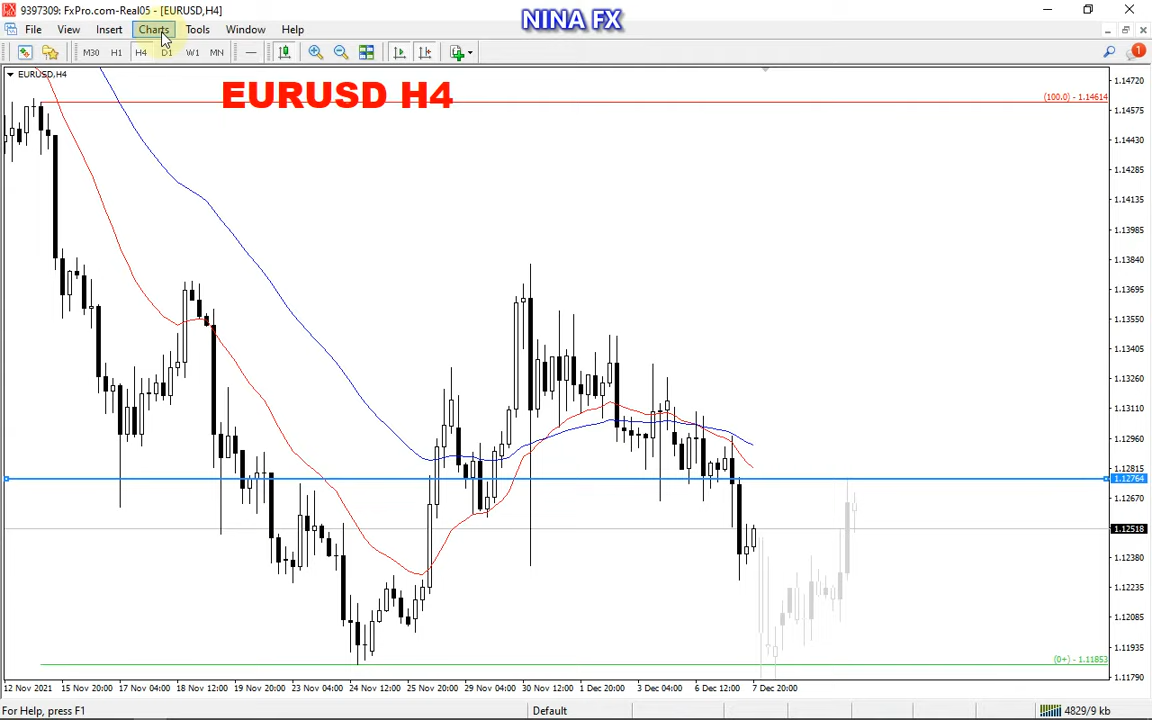 9397309: FxPro.com-Real05 - [EURUSD,H4]
NINA FX
File View Insert Charts Tools Window Help
M30 H1 H4 D1 W1 MN
1
EURUSD,H4
EURUSD H4
(100.0) - 1.14614
1.14720
1.14575
1.14430
1.14285
1.14135
1.13985
1.13840
1.13695
1.13550
1.13405
1.13260
1.13110
1.12960
1.12815
1.12764
1.12670
1.12518
1.12380
1.12235
1.12085
1.11935
(0+) - 1.11853
1.11790
12 Nov 2021 15 Nov 20:00 17 Nov 04:00 18 Nov 12:00 19 Nov 20:00 23 Nov 04:00 24 Nov 12:00 25 Nov 20:00 29 Nov 04:00 30 Nov 12:00 1 Dec 20:00 3 Dec 04:00 6 Dec 12:00 7 Dec 20:00
For Help, press F1 Default 4829/9 kb